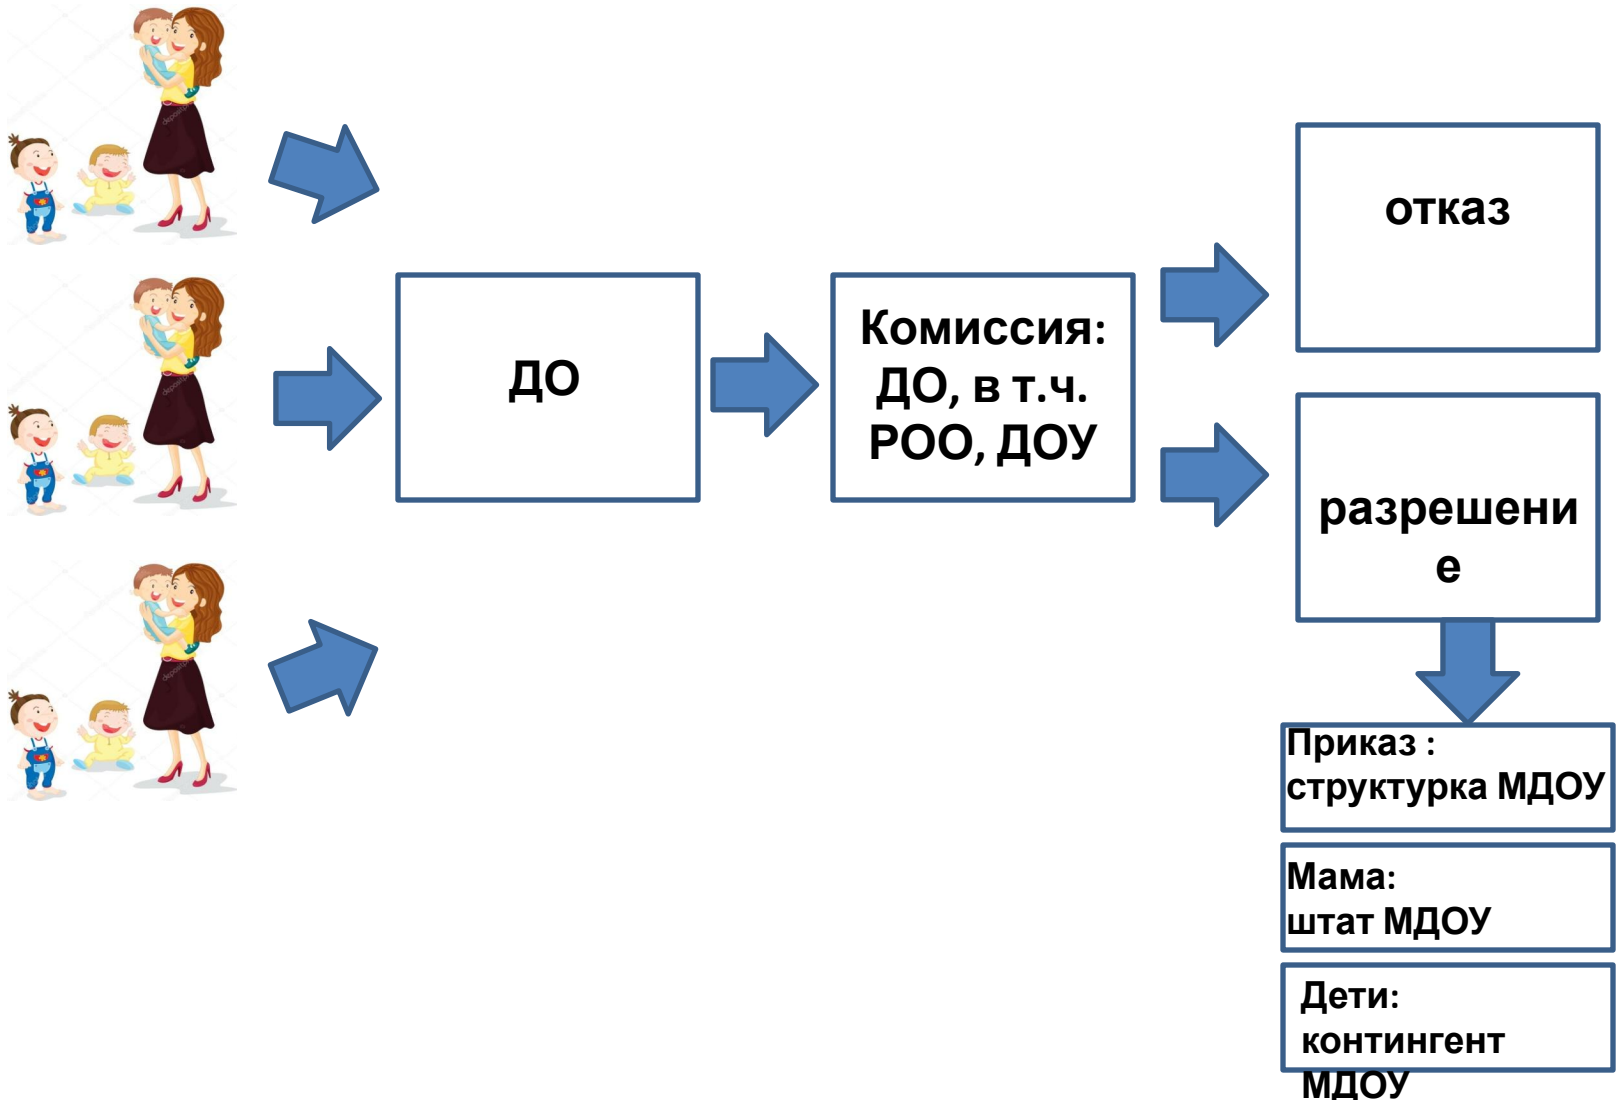 отказ
ДО
Комиссия:
ДО, в т.ч.
РОО, ДОУ
разрешени
е
Приказ :
структурка МДОУ
Мама:
штат МДОУ
Дети:
контингент
МДОУ